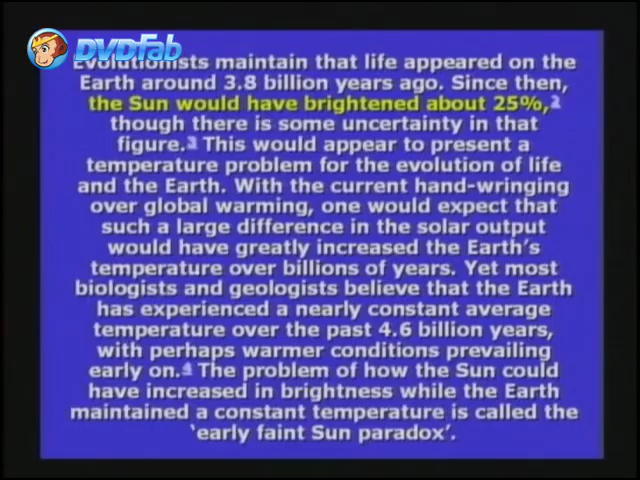 DVDFab
Evolutionists maintain that life appeared on the
Earth around 3.8 billion years ago. Since then,
the Sun would have brightened about 25%,2
though there is some uncertainty in that
figure.3 This would appear to present a
temperature problem for the evolution of life
and the Earth. With the current hand-wringing
over global warming, one would expect that
such a large difference in the solar output
would have greatly increased the Earth's
temperature over billions of years. Yet most
biologists and geologists believe that the Earth
has experienced a nearly constant average
temperature over the past 4.6 billion years,
with perhaps warmer conditions prevailing
early on.4 The problem of how the Sun could
have increased in brightness while the Earth
maintained a constant temperature is called the
‘early faint Sun paradox’.